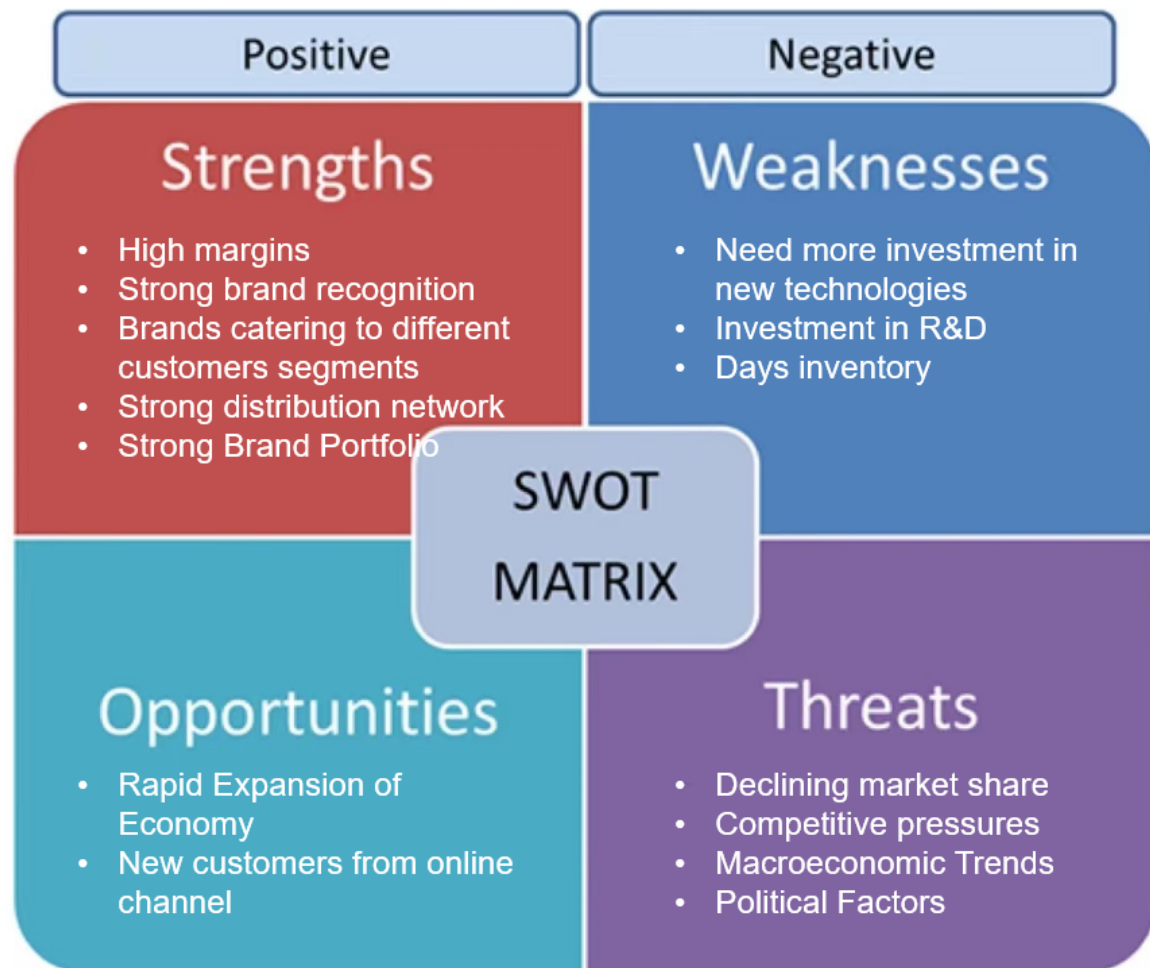 Positive
Negative
Strengths
• High margins
• Strong brand recognition
• Brands catering to different
customers segments
• Strong distribution network
• Strong Brand Portfolio
Weaknesses
• Need more investment in
new technologies
• Investment in R&D
• Days inventory
SWOT
MATRIX
Opportunities
• Rapid Expansion of
Economy
• New customers from online
channel
Threats
• Declining market share
• Competitive pressures
• Macroeconomic Trends
• Political Factors